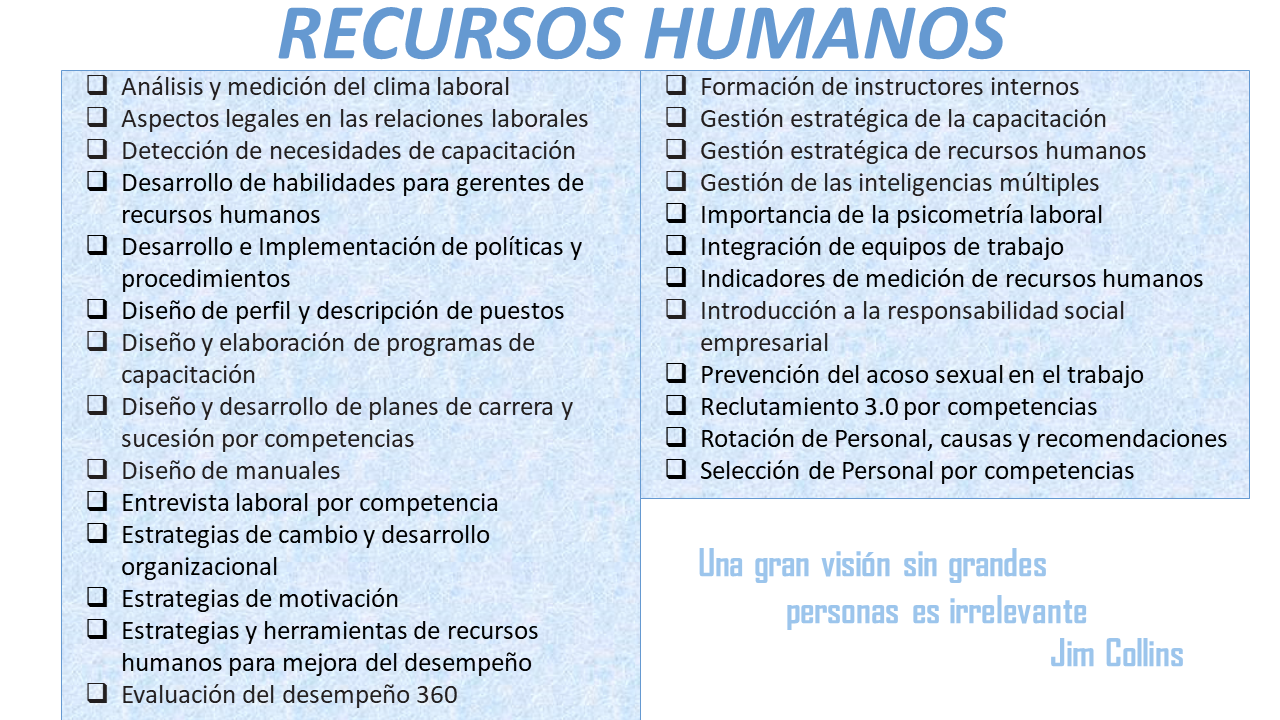 RECURSOS HUMANOS
❑ Análisis y medición del clima laboral
❑ Aspectos legales en las relaciones laborales
❑ Detección de necesidades de capacitación
❑ Desarrollo de habilidades para gerentes de
recursos humanos
❑ Desarrollo e Implementación de políticas y
procedimientos
❑ Diseño de perfil y descripción de puestos
❑ Diseño y elaboración de programas de
capacitación
❑ Diseño y desarrollo de planes de carrera y
sucesión por competencias
❑ Diseño de manuales
❑ Entrevista laboral por competencia
❑ Estrategias de cambio y desarrollo
organizacional
❑ Estrategias de motivación
❑ Estrategias y herramientas de recursos
humanos para mejora del desempeño
❑ Evaluación del desempeño 360
❑ Formación de instructores internos
❑ Gestión estratégica de la capacitación
❑ Gestión estratégica de recursos humanos
❑ Gestión de las inteligencias múltiples
❑ Importancia de la psicometría laboral
❑ Integración de equipos de trabajo
❑ Indicadores de medición de recursos humanos
❑ Introducción a la responsabilidad social
empresarial
❑ Prevención del acoso sexual en el trabajo
❑ Reclutamiento 3.0 por competencias
❑ Rotación de Personal, causas y recomendaciones
❑ Selección de Personal por competencias
Una gran visión sin grandes
personas es irrelevante
Jim Collins